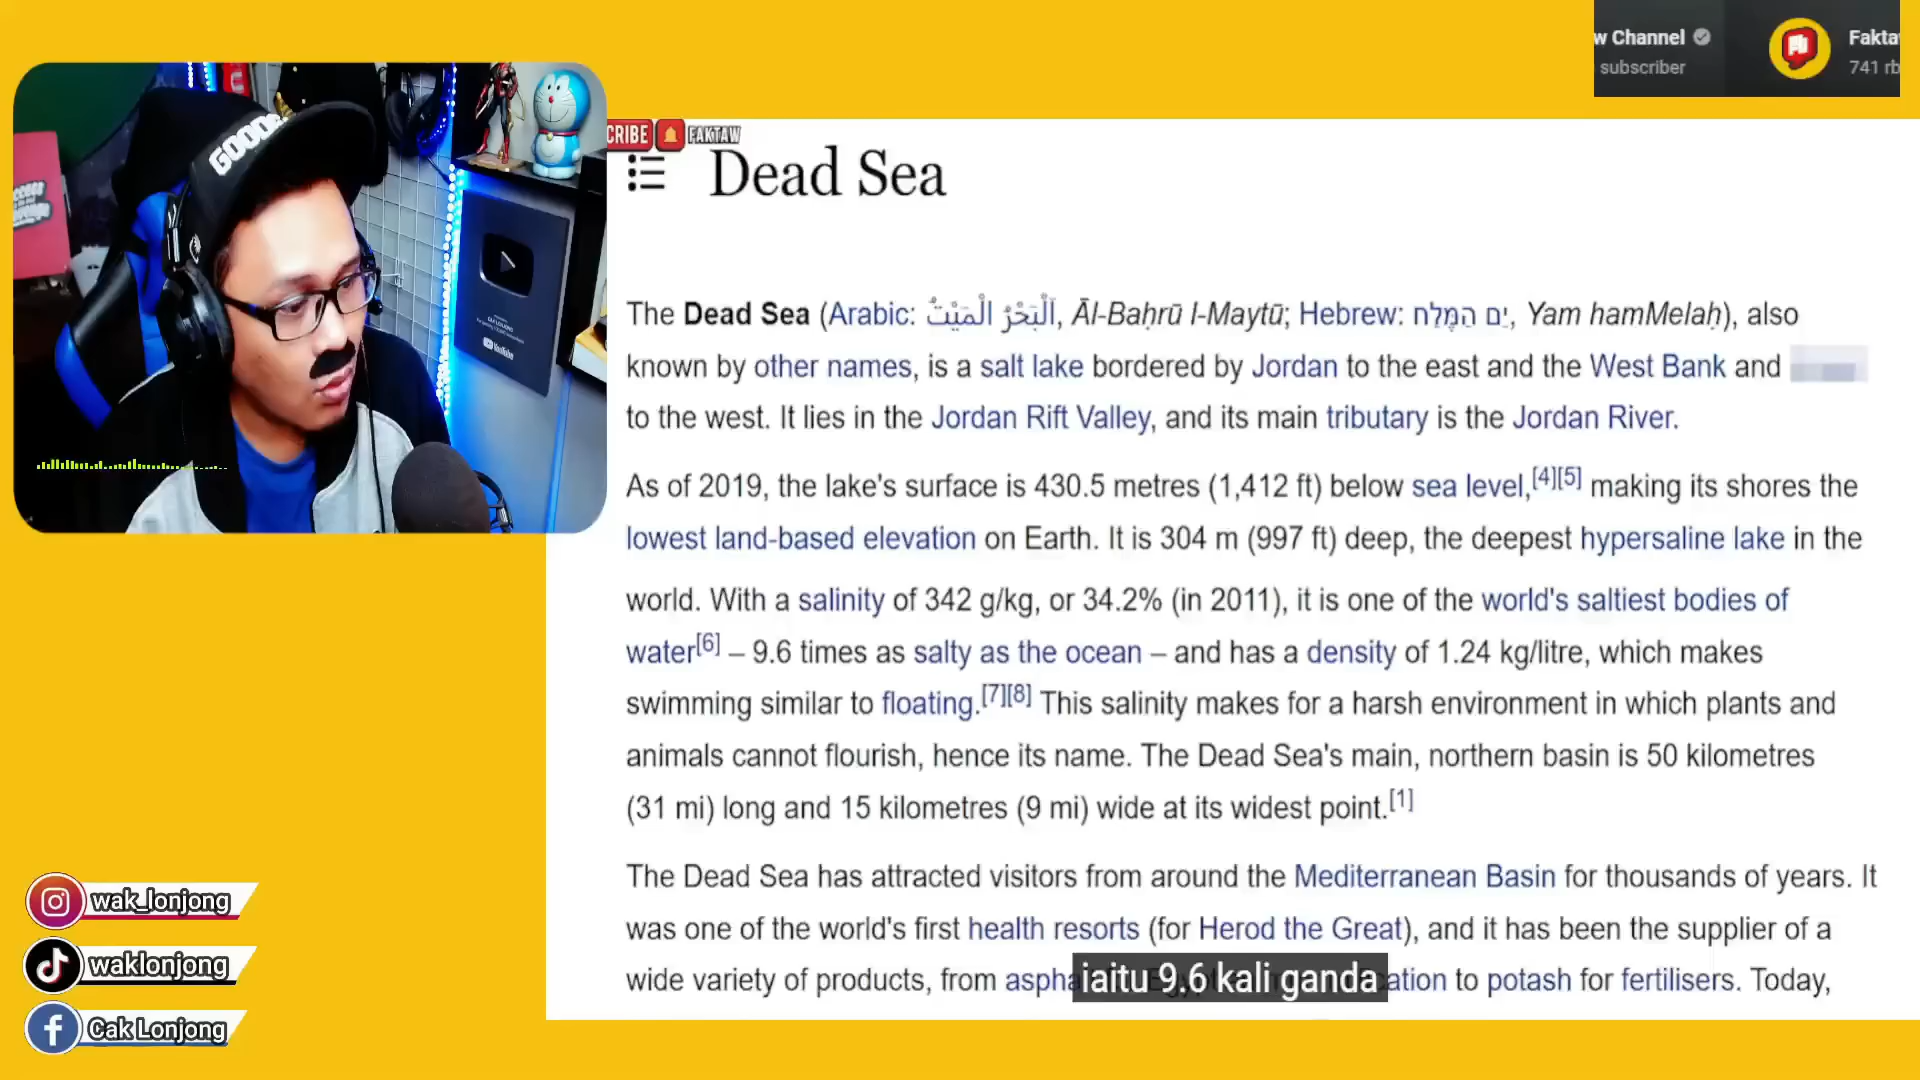 w Channel
subscriber
Fakta
741 rb
GOODS
CRIBE
FAKTAW
Dead Sea
YouTube
The Dead Sea (Arabic: اَلْبَحْرُ الْمَيْتُ, Āl-Baḥrū l-Maytū; Hebrew: יַם הַמֶּלַח, Yam hamMelaḥ), also
known by other names, is a salt lake bordered by Jordan to the east and the West Bank and
to the west. It lies in the Jordan Rift Valley, and its main tributary is the Jordan River.
As of 2019, the lake's surface is 430.5 metres (1,412 ft) below sea level,[4][5] making its shores the
lowest land-based elevation on Earth. It is 304 m (997 ft) deep, the deepest hypersaline lake in the
world. With a salinity of 342 g/kg, or 34.2% (in 2011), it is one of the world's saltiest bodies of
water[6] – 9.6 times as salty as the ocean – and has a density of 1.24 kg/litre, which makes
swimming similar to floating.[7][8] This salinity makes for a harsh environment in which plants and
animals cannot flourish, hence its name. The Dead Sea's main, northern basin is 50 kilometres
(31 mi) long and 15 kilometres (9 mi) wide at its widest point.[1]
The Dead Sea has attracted visitors from around the Mediterranean Basin for thousands of years. It
was one of the world's first health resorts (for Herod the Great), and it has been the supplier of a
wide variety of products, from aspha ation to potash for fertilisers. Today,
iaitu 9.6 kali ganda
wak_lonjong
waklonjong
Cak Lonjong